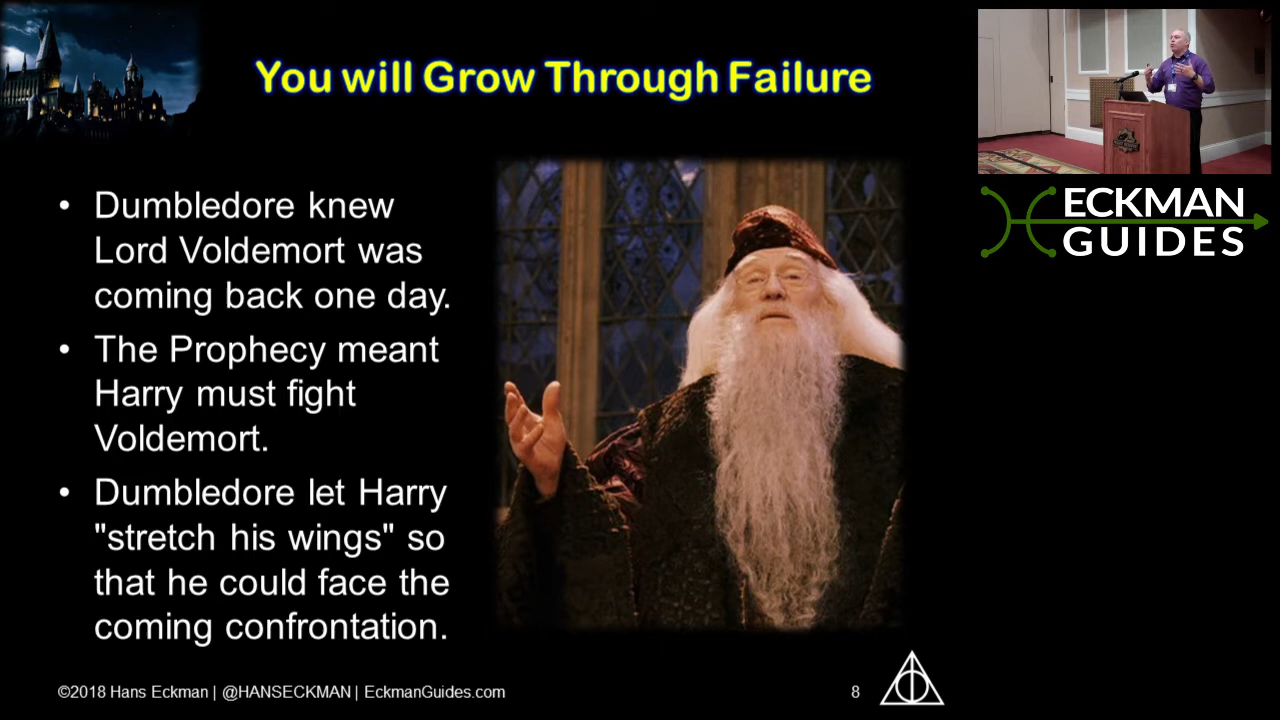 You will Grow Through Failure
• Dumbledore knew
Lord Voldemort was
coming back one day.
• The Prophecy meant
Harry must fight
Voldemort.
• Dumbledore let Harry
"stretch his wings" so
that he could face the
coming confrontation.
©2018 Hans Eckman | @HANSECKMAN | EckmanGuides.com
8
ECKMAN
GUIDES